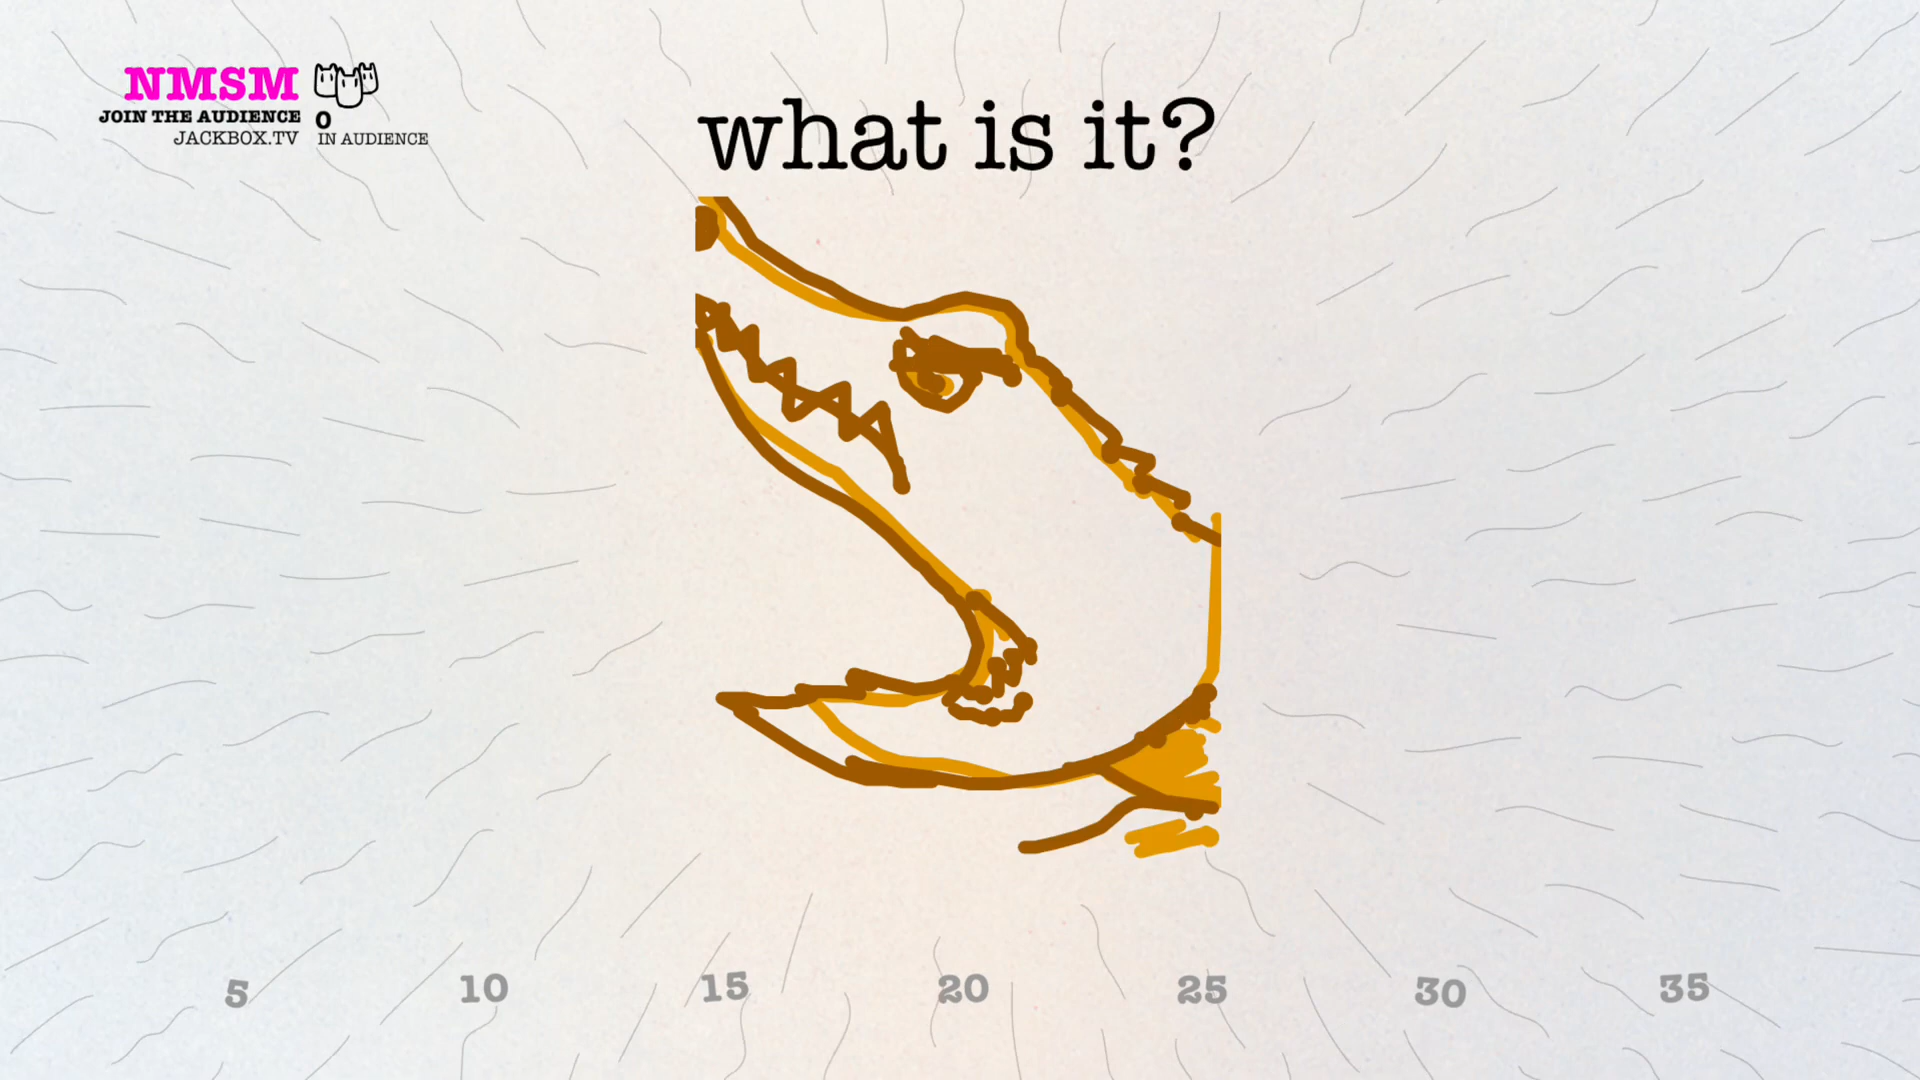 NMSM
JOIN THE AUDIENCE
JACKBOX.TV
0
IN AUDIENCE
what is it?
5 10 15 20 25 30 35